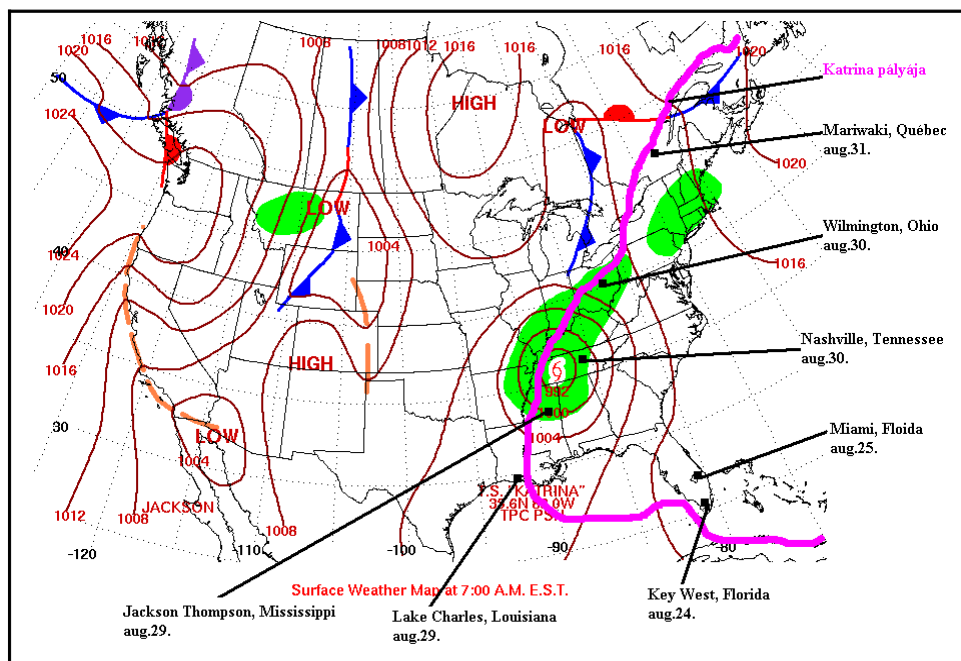 1016
1020
1016
1008
1008
1012
1016
1016
1016
1020
50
1024
HIGH
LOW
Katrina pályája
Mariwaki, Québec
aug.31.
1020
LOW
Wilmington, Ohio
aug.30.
40
1024
1004
1016
1020
Nashville, Tennessee
aug.30.
HIGH
1016
992
1000
30
LOW
1004
1004
Miami, Floida
aug.25.
T.S. "KATRINA"
TPC
1012
1008
JACKSON
1008
-120
-110
-100
-90
-80
Surface Weather Map at 7:00 A.M. E.S.T.
Key West, Florida
aug.24.
Jackson Thompson, Mississippi
aug.29.
Lake Charles, Louisiana
aug.29.